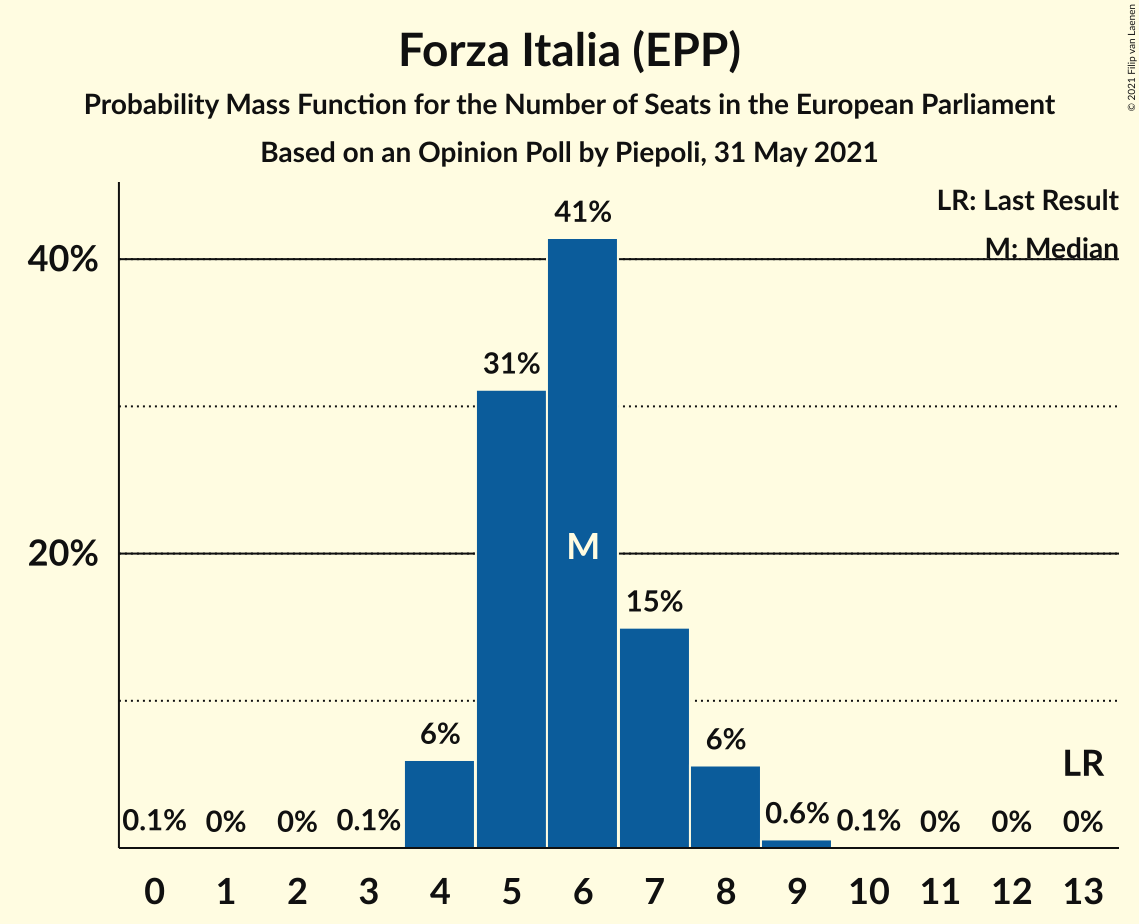 Forza Italia (EPP)
Probability Mass Function for the Number of Seats in the European Parliament
Based on an Opinion Poll by Piepoli, 31 May 2021
© 2021 Filip van Laenen
LR: Last Result
M: Median
40%
20%
0.1% 0% 0% 0.1% 6% 31% 41% 15% 6% 0.6% 0.1% 0% 0% 0%
M
LR
0 1 2 3 4 5 6 7 8 9 10 11 12 13